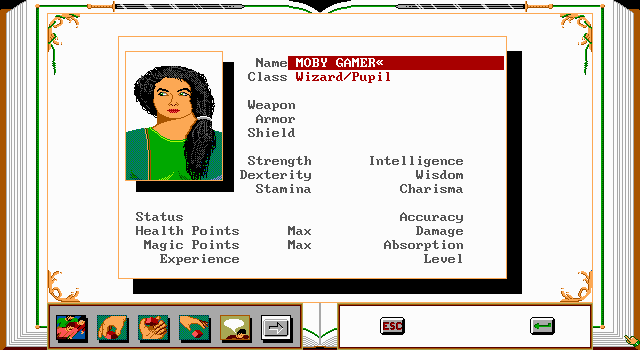 Name MOBY GAMER«
Class Wizard/Pupil
Weapon
Armor
Shield
Strength Intelligence
Dexterity Wisdom
Stamina Charisma
Status Accuracy
Health Points Max Damage
Magic Points Max Absorption
Experience Level
ESC